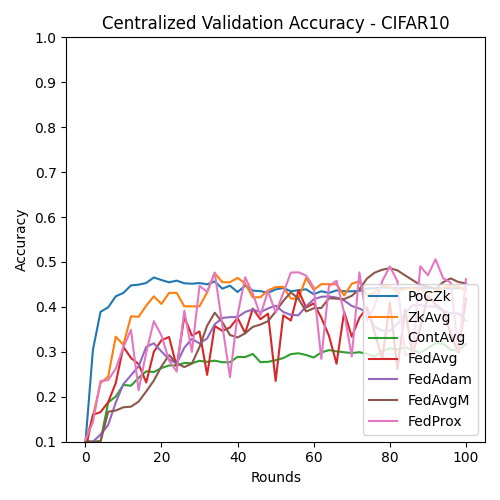 Centralized Validation Accuracy - CIFAR10
1.0
0.9
0.8
0.7
0.6
0.5
0.4
0.3
0.2
0.1
Accuracy
0
20
40
60
80
100
Rounds
PoCZk
ZkAvg
ContAvg
FedAvg
FedAdam
FedAvgM
FedProx